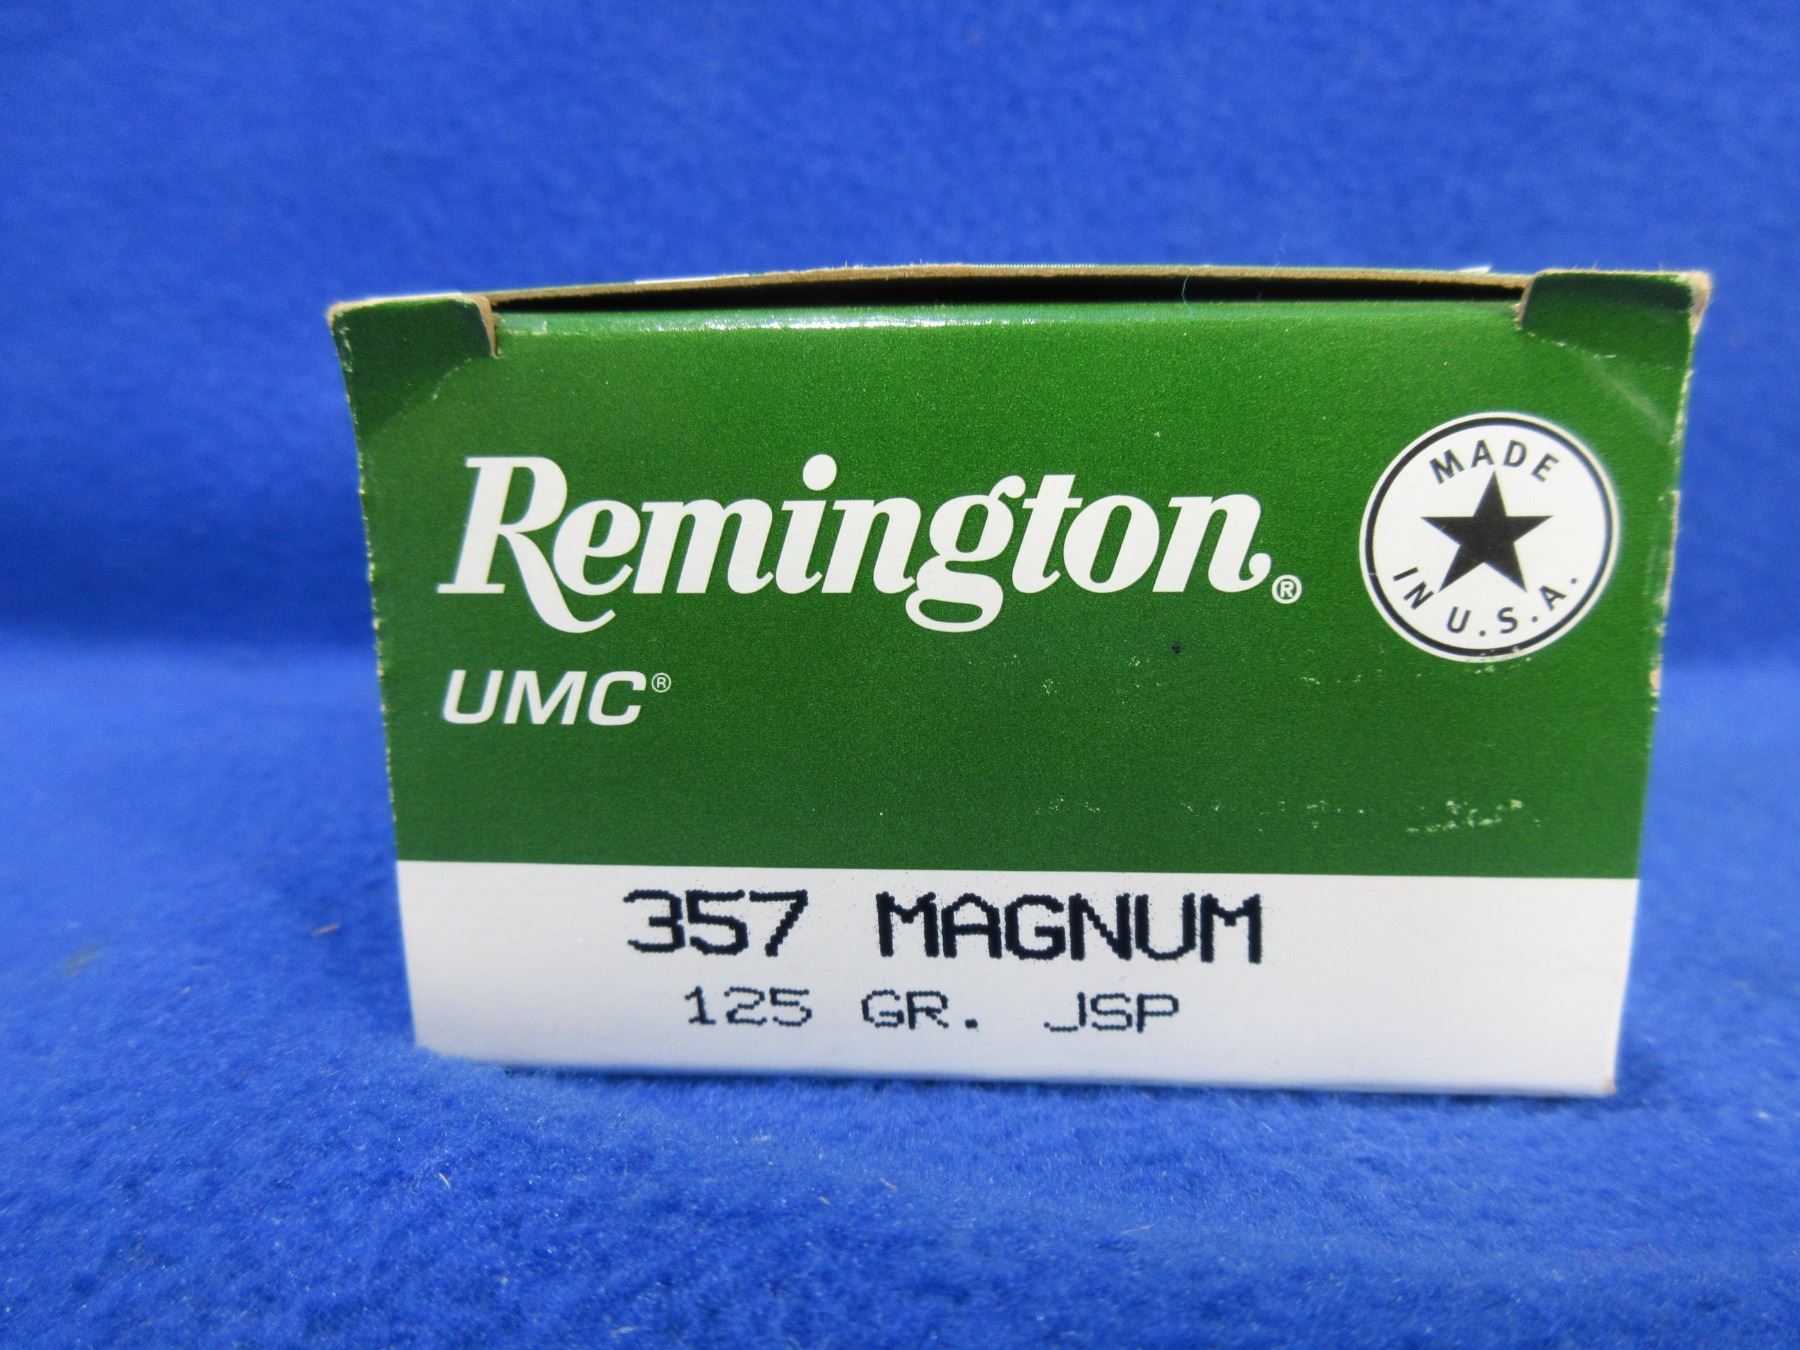 Remington®
UMC®
MADE
IN U.S.A.
357 MAGNUM
125 GR. JSP